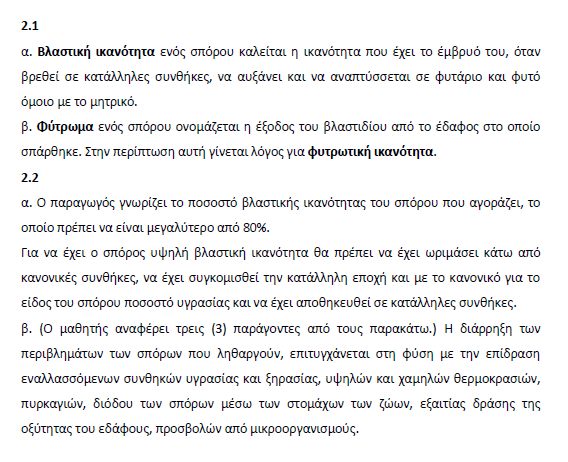 2.1
α. Βλαστική ικανότητα ενός σπόρου καλείται η ικανότητα που έχει το έμβρυό του, όταν
βρεθεί σε κατάλληλες συνθήκες, να αυξάνει και να αναπτύσσεται σε φυτάριο και φυτό
όμοιο με το μητρικό.
β. Φύτρωμα ενός σπόρου ονομάζεται η έξοδος του βλαστιδίου από το έδαφος στο οποίο
σπάρθηκε. Στην περίπτωση αυτή γίνεται λόγος για φυτρωτική ικανότητα.
2.2
α. Ο παραγωγός γνωρίζει το ποσοστό βλαστικής ικανότητας του σπόρου που αγοράζει, το
οποίο πρέπει να είναι μεγαλύτερο από 80%.
Για να έχει ο σπόρος υψηλή βλαστική ικανότητα θα πρέπει να έχει ωριμάσει κάτω από
κανονικές συνθήκες, να έχει συγκομισθεί την κατάλληλη εποχή και με το κανονικό για το
είδος του σπόρου ποσοστό υγρασίας και να έχει αποθηκευθεί σε κατάλληλες συνθήκες.
β. (Ο μαθητής αναφέρει τρεις (3) παράγοντες από τους παρακάτω.) Η διάρρηξη των
περιβλημάτων των σπόρων που ληθαργούν, επιτυγχάνεται στη φύση με την επίδραση
εναλλασσόμενων συνθηκών υγρασίας και ξηρασίας, υψηλών και χαμηλών θερμοκρασιών,
πυρκαγιών, διόδου των σπόρων μέσω των στομάχων των ζώων, εξαιτίας δράσης της
οξύτητας του εδάφους, προσβολών από μικροοργανισμούς.